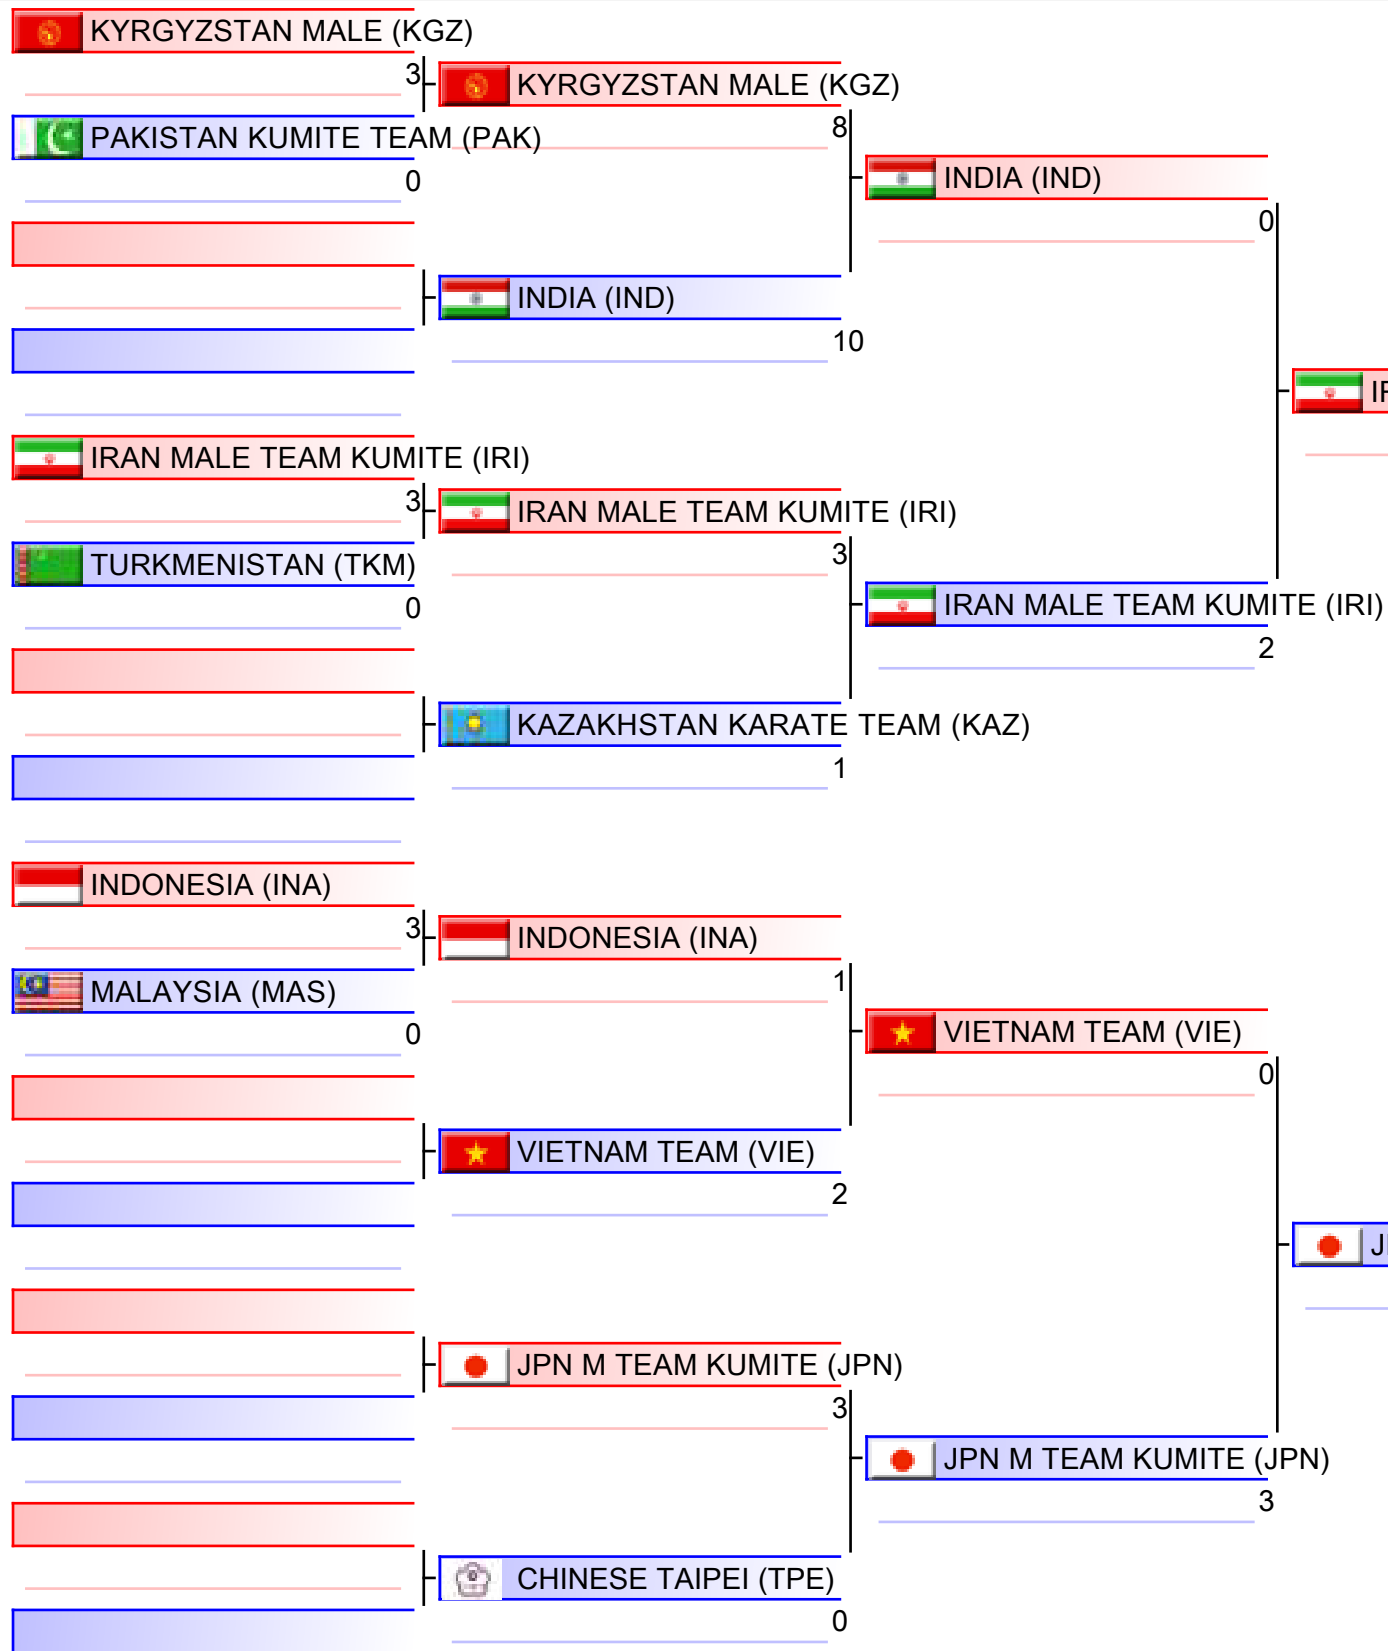 KYRGYZSTAN MALE (KGZ)
3
PAKISTAN KUMITE TEAM (PAK)
0
IRAN MALE TEAM KUMITE (IRI)
3
TURKMENISTAN (TKM)
0
INDONESIA (INA)
3
MALAYSIA (MAS)
0
KYRGYZSTAN MALE (KGZ)
8
INDIA (IND)
10
IRAN MALE TEAM KUMITE (IRI)
3
KAZAKHSTAN KARATE TEAM (KAZ)
1
INDONESIA (INA)
1
VIETNAM TEAM (VIE)
2
JPN M TEAM KUMITE (JPN)
3
CHINESE TAIPEI (TPE)
0
INDIA (IND)
0
IRAN MALE TEAM KUMITE (IRI)
2
VIETNAM TEAM (VIE)
0
JPN M TEAM KUMITE (JPN)
3